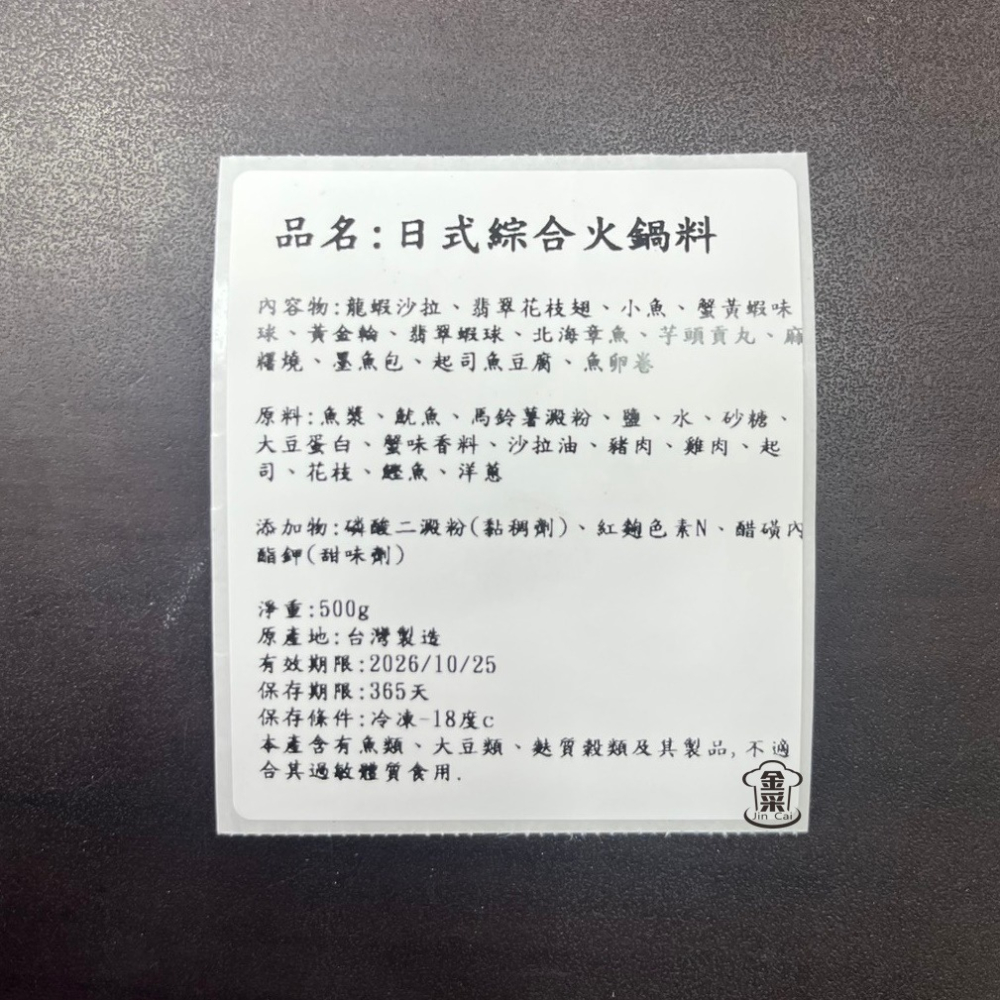 品名:日式綜合火鍋料
內容物:龍蝦沙拉、翡翠花枝翅、小魚、蟹黃蝦味
球、黃金輪、翡翠蝦球、北海章魚、芋頭貢丸、麻
糬燒、墨魚包、起司魚豆腐、魚卵卷
原料:魚漿、魷魚、馬鈴薯澱粉、鹽、水、砂糖、
大豆蛋白、蟹味香料、沙拉油、豬肉、雞肉、起
司、花枝、鰹魚、洋蔥
添加物:磷酸二澱粉(黏稠劑)、紅麴色素N、醋磺內
酯鉀(甜味劑)
淨重:500g
原產地:台灣製造
有效期限:2026/10/25
保存期限:365天
保存條件:冷凍-18度c
本產含有魚類、大豆類、麩質穀類及其製品,不適
合其過敏體質食用.
金
采
Jin Cai